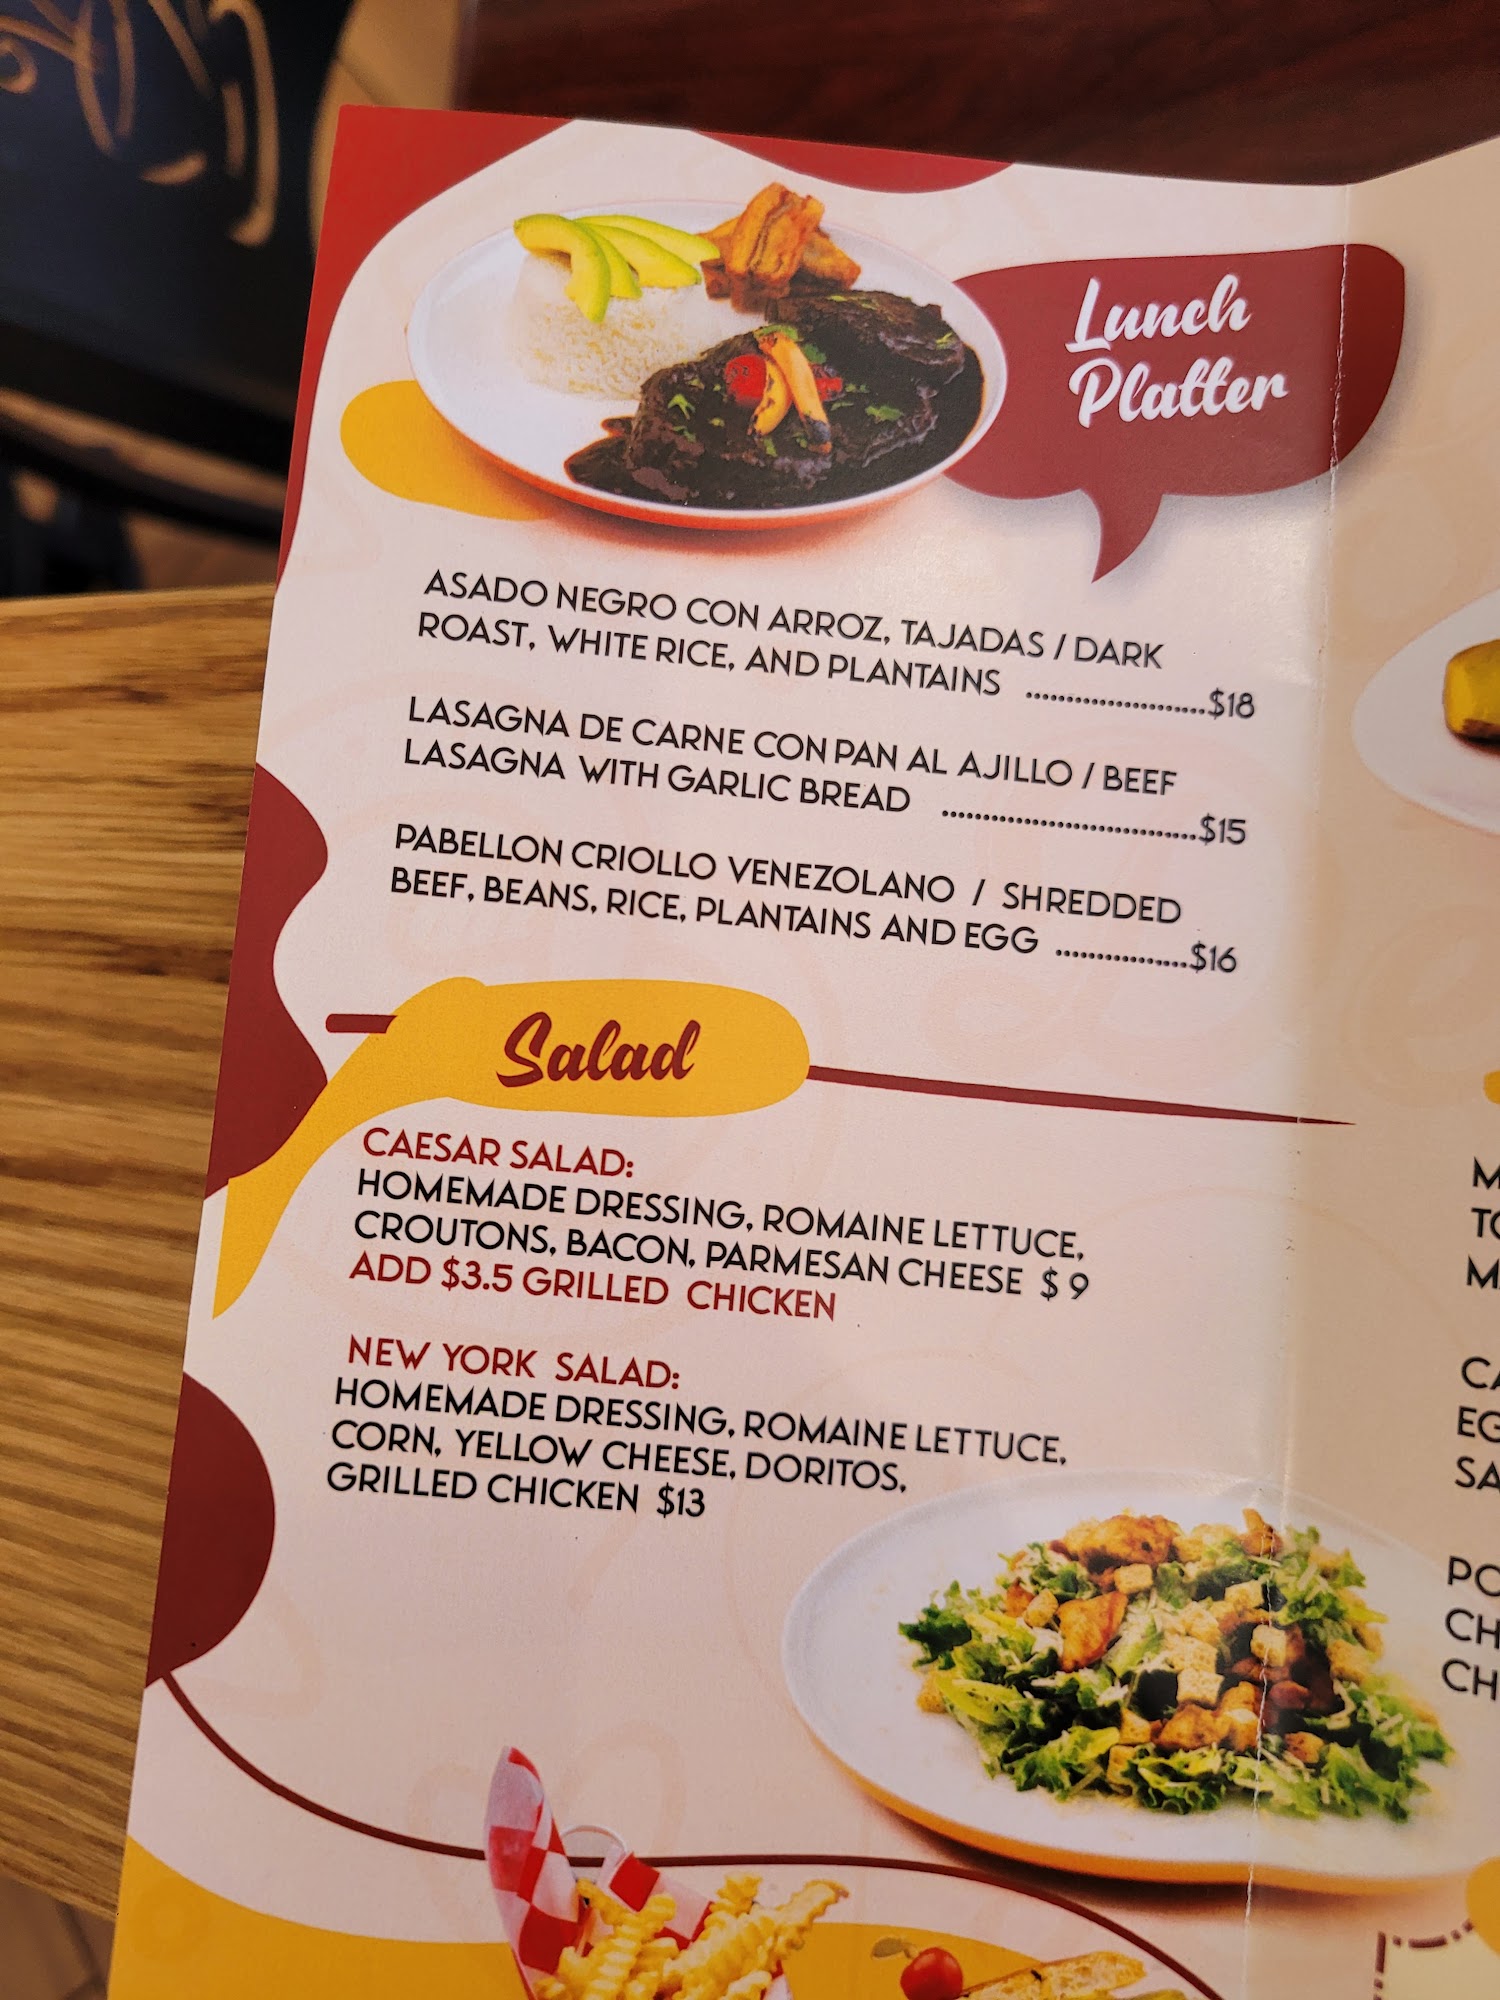 Lunch
Platter
ASADO NEGRO CON ARROZ, TAJADAS / DARK
ROAST, WHITE RICE, AND PLANTAINS ......................$18
LASAGNA DE CARNE CON PAN AL AJILLO / BEEF
LASAGNA WITH GARLIC BREAD ...............................$15
PABELLON CRIOLLO VENEZOLANO / SHREDDED
BEEF, BEANS, RICE, PLANTAINS AND EGG ................$16
Salad
CAESAR SALAD:
HOMEMADE DRESSING, ROMAINE LETTUCE,
CROUTONS, BACON, PARMESAN CHEESE $ 9
ADD $3.5 GRILLED CHICKEN
NEW YORK SALAD:
HOMEMADE DRESSING, ROMAINE LETTUCE,
CORN, YELLOW CHEESE, DORITOS,
GRILLED CHICKEN $13